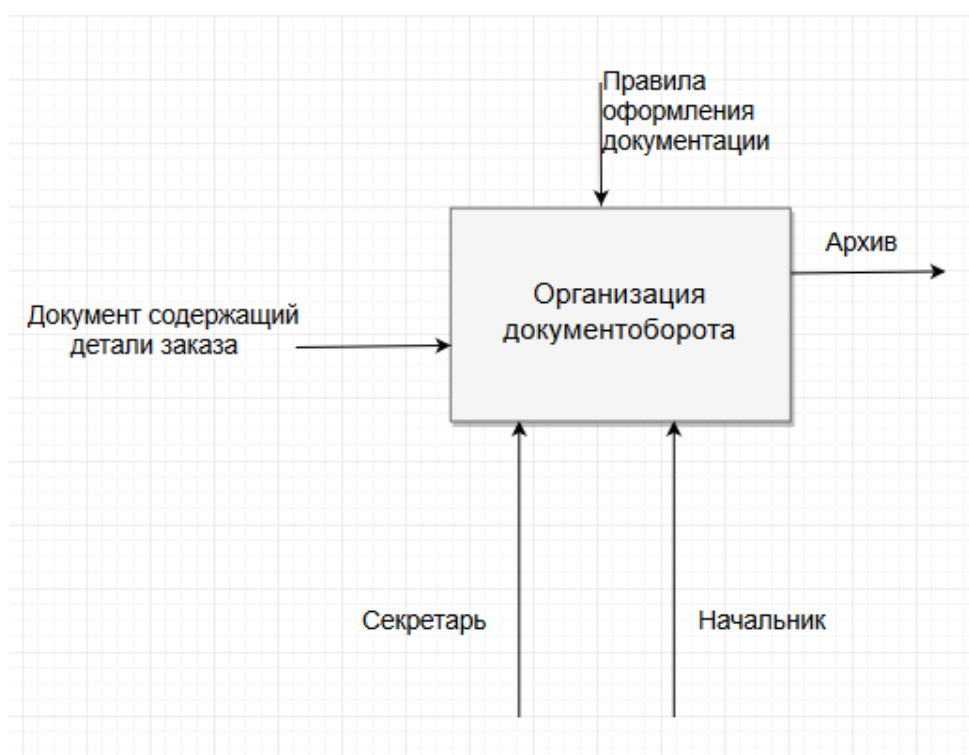 Правила
оформления
документации
Архив
Организация
документооборота
Документ содержащий
детали заказа
Секретарь
Начальник